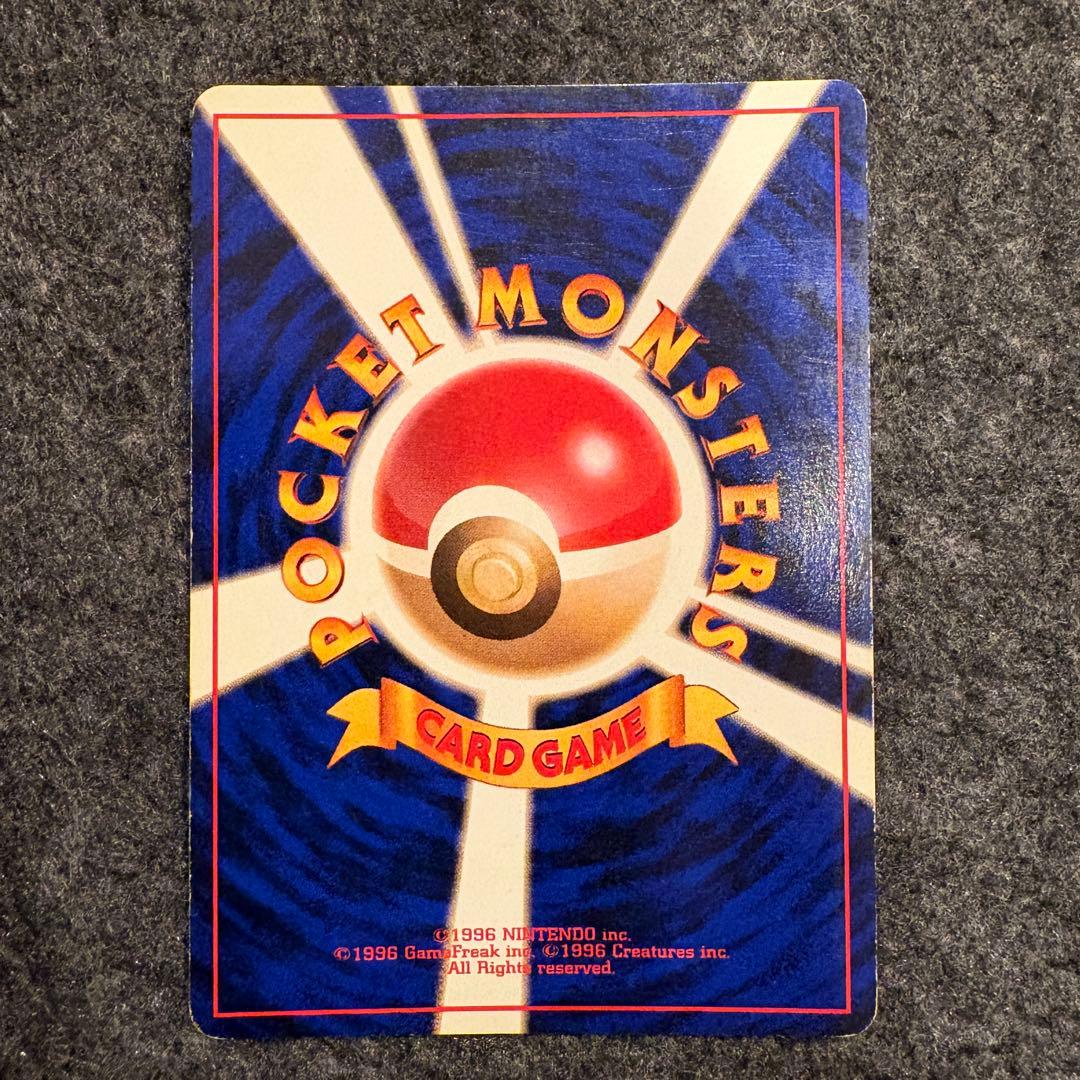 POCKET MONSTERS
CARD GAME
©1996 NINTENDO inc.
©1996 GameFreak inc. ©1996 Creatures inc.
All Rights reserved.